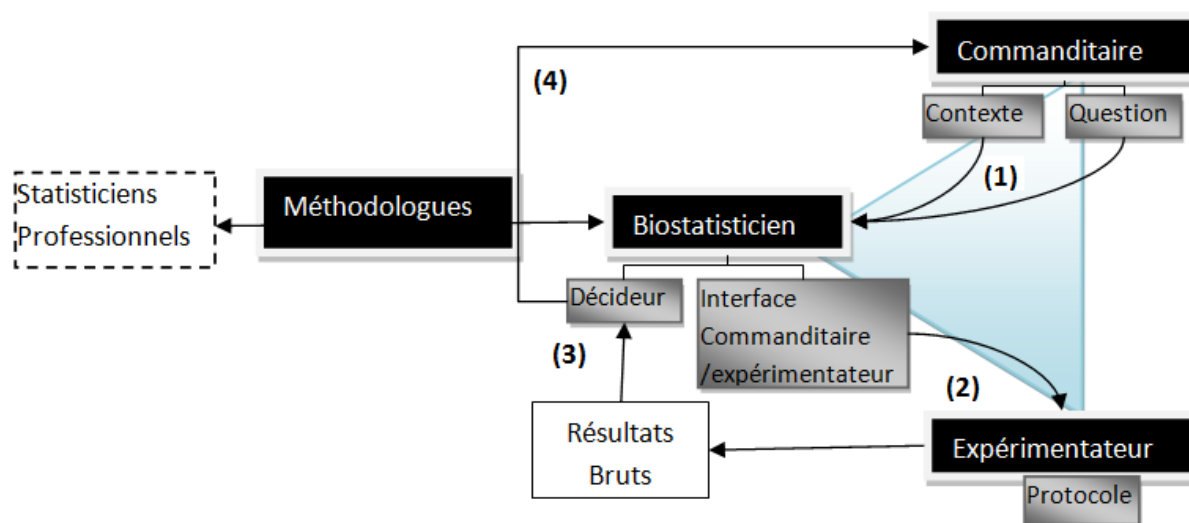 Commanditaire
(4)
Contexte
Question
(1)
Statisticiens
Professionnels
Méthodologues
Biostatisticien
Décideur
Interface
Commanditaire
/expérimentateur
(3)
(2)
Résultats
Bruts
Expérimentateur
Protocole